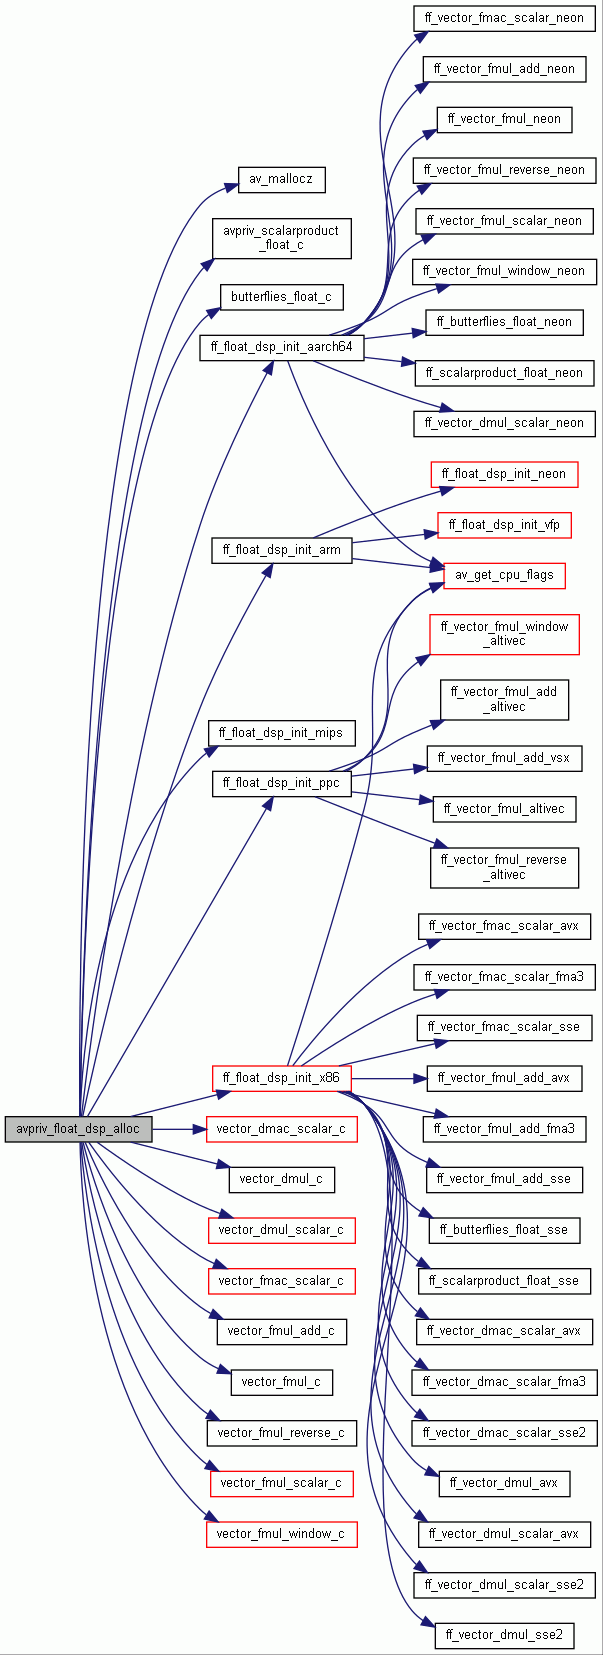 ff_vector_fmac_scalar_neon
ff_vector_fmul_add_neon
ff_vector_fmul_neon
ff_vector_fmul_reverse_neon
ff_vector_fmul_scalar_neon
ff_vector_fmul_window_neon
ff_butterflies_float_neon
ff_scalarproduct_float_neon
ff_vector_dmul_scalar_neon
av_mallocz
avpriv_scalarproduct
_float_c
butterflies_float_c
ff_float_dsp_init_aarch64
ff_float_dsp_init_neon
ff_float_dsp_init_vfp
ff_float_dsp_init_arm
av_get_cpu_flags
ff_vector_fmul_window
_altivec
ff_vector_fmul_add
_altivec
ff_float_dsp_init_mips
ff_vector_fmul_add_vsx
ff_float_dsp_init_ppc
ff_vector_fmul_altivec
ff_vector_fmul_reverse
_altivec
ff_vector_fmac_scalar_avx
ff_vector_fmac_scalar_fma3
ff_vector_fmac_scalar_sse
ff_float_dsp_init_x86
ff_vector_fmul_add_avx
avpriv_float_dsp_alloc
vector_dmac_scalar_c
ff_vector_fmul_add_fma3
vector_dmul_c
ff_vector_fmul_add_sse
vector_dmul_scalar_c
ff_butterflies_float_sse
vector_fmac_scalar_c
ff_scalarproduct_float_sse
vector_fmul_add_c
ff_vector_dmac_scalar_avx
vector_fmul_c
ff_vector_dmac_scalar_fma3
vector_fmul_reverse_c
ff_vector_dmac_scalar_sse2
vector_fmul_scalar_c
ff_vector_dmul_avx
vector_fmul_window_c
ff_vector_dmul_scalar_avx
ff_vector_dmul_scalar_sse2
ff_vector_dmul_sse2